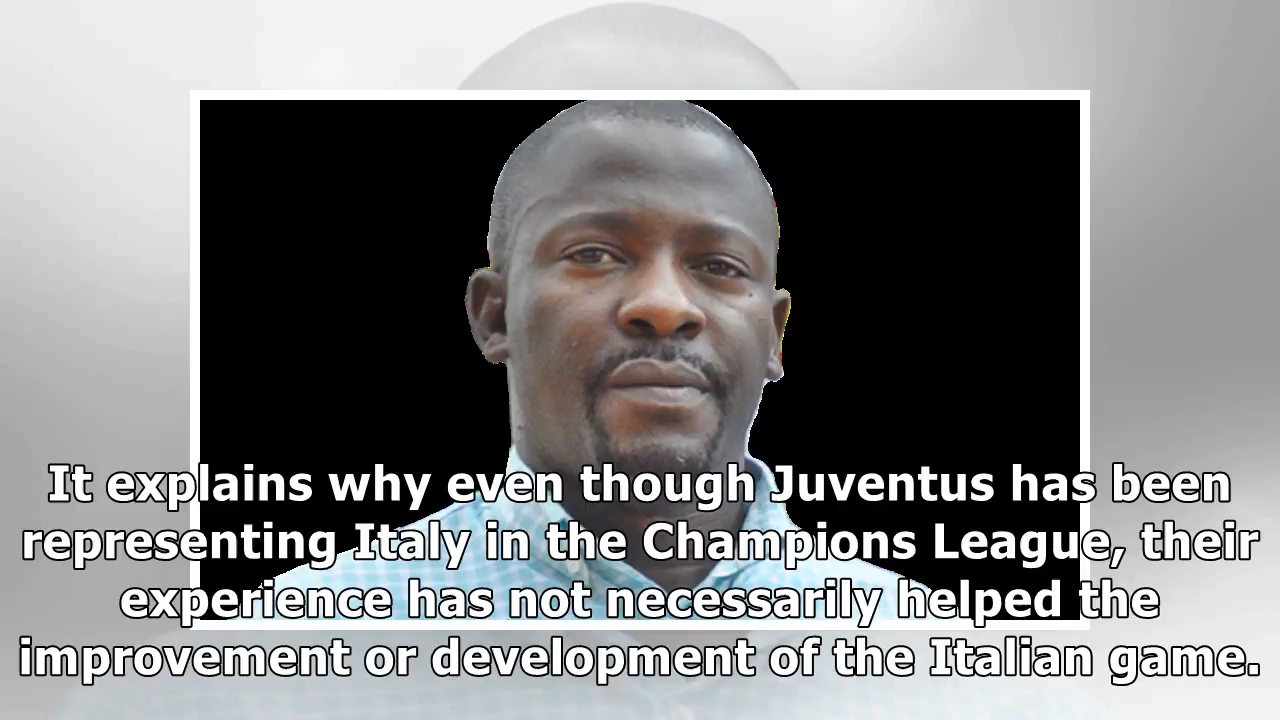 It explains why even though Juventus has been
representing Italy in the Champions League, their
experience has not necessarily helped the
improvement or development of the Italian game.